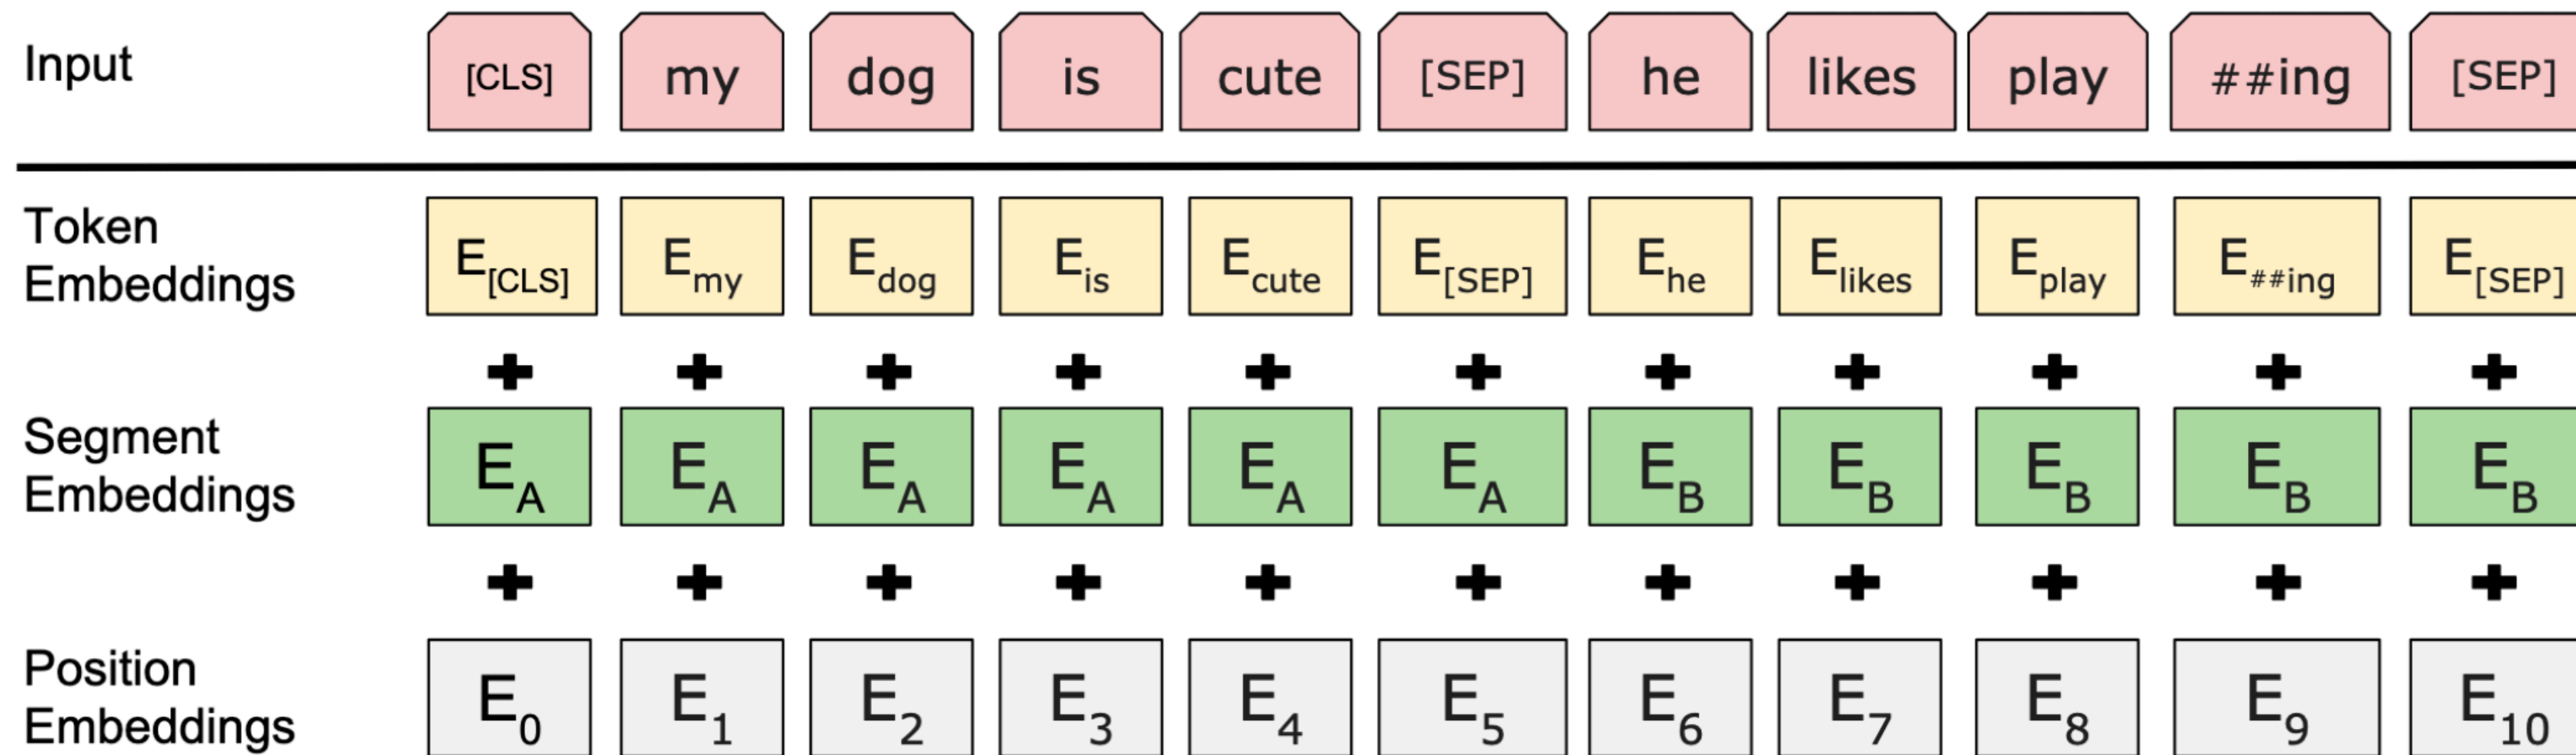 Input [CLS] my dog is cute [SEP] he likes play ##ing [SEP]
Token
Embeddings E[CLS] Emy Edog Eis Ecute E[SEP] Ehe Elikes Eplay E##ing E[SEP]
+ + + + + + + + + + +
Segment
Embeddings EA EA EA EA EA EA EB EB EB EB EB
+ + + + + + + + + + +
Position
Embeddings E0 E1 E2 E3 E4 E5 E6 E7 E8 E9 E10